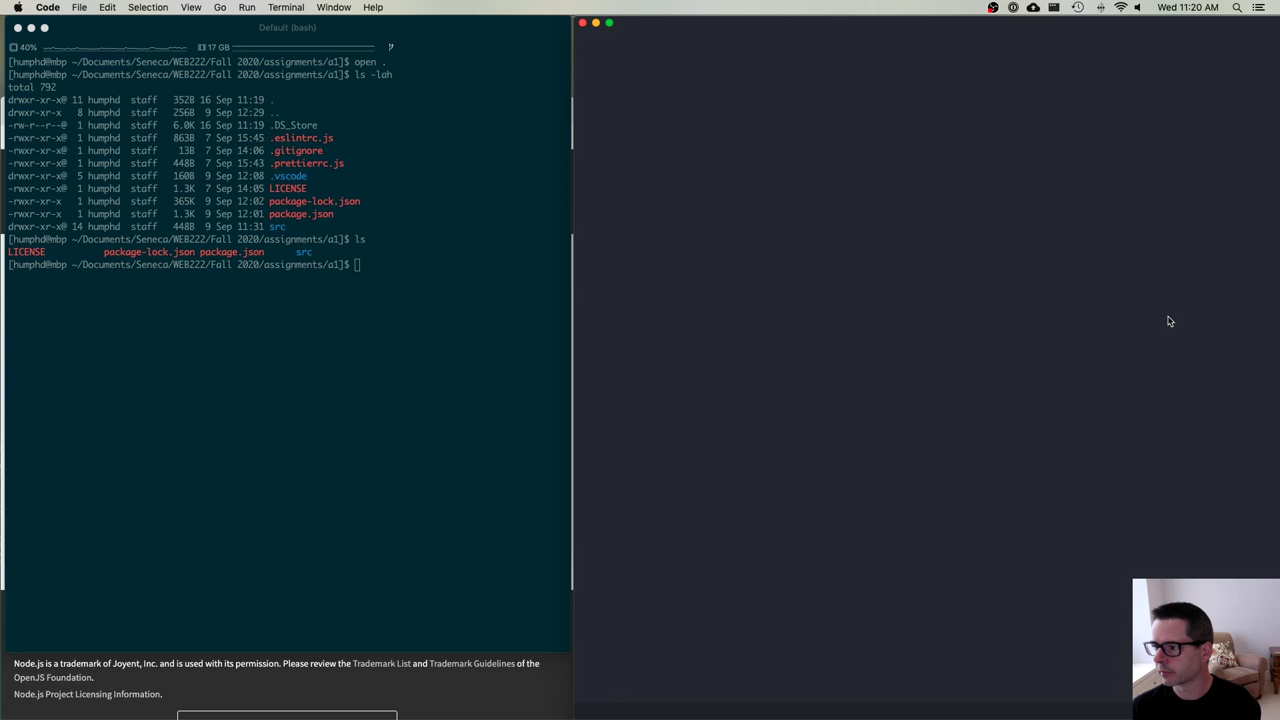 Code File Edit Selection View Go Run Terminal Window Help Wed 11:20 AM
Default (bash)
40% 17 GB
[humphd@mbp ~/Documents/Seneca/WEB222/Fall 2020/assignments/a1]$ open .
[humphd@mbp ~/Documents/Seneca/WEB222/Fall 2020/assignments/a1]$ ls -lah
total 792
drwxr-xr-x@ 11 humphd staff 352B 16 Sep 11:19 .
drwxr-xr-x 8 humphd staff 256B 9 Sep 12:29 ..
-rw-r--r--@ 1 humphd staff 6.0K 16 Sep 11:19 .DS_Store
-rwxr-xr-x@ 1 humphd staff 863B 7 Sep 15:45 .eslintrc.js
-rwxr-xr-x@ 1 humphd staff 13B 7 Sep 14:06 .gitignore
-rwxr-xr-x@ 1 humphd staff 448B 7 Sep 15:43 .prettierrc.js
drwxr-xr-x@ 5 humphd staff 160B 9 Sep 12:08 .vscode
-rwxr-xr-x@ 1 humphd staff 1.3K 7 Sep 14:05 LICENSE
-rwxr-xr-x 1 humphd staff 365K 9 Sep 12:02 package-lock.json
-rwxr-xr-x 1 humphd staff 1.3K 9 Sep 12:01 package.json
drwxr-xr-x@ 14 humphd staff 448B 9 Sep 11:31 src
[humphd@mbp ~/Documents/Seneca/WEB222/Fall 2020/assignments/a1]$ ls
LICENSE package-lock.json package.json src
[humphd@mbp ~/Documents/Seneca/WEB222/Fall 2020/assignments/a1]$
Node.js is a trademark of Joyent, Inc. and is used with its permission. Please review the Trademark List and Trademark Guidelines of the
OpenJS Foundation.
Node.js Project Licensing Information.